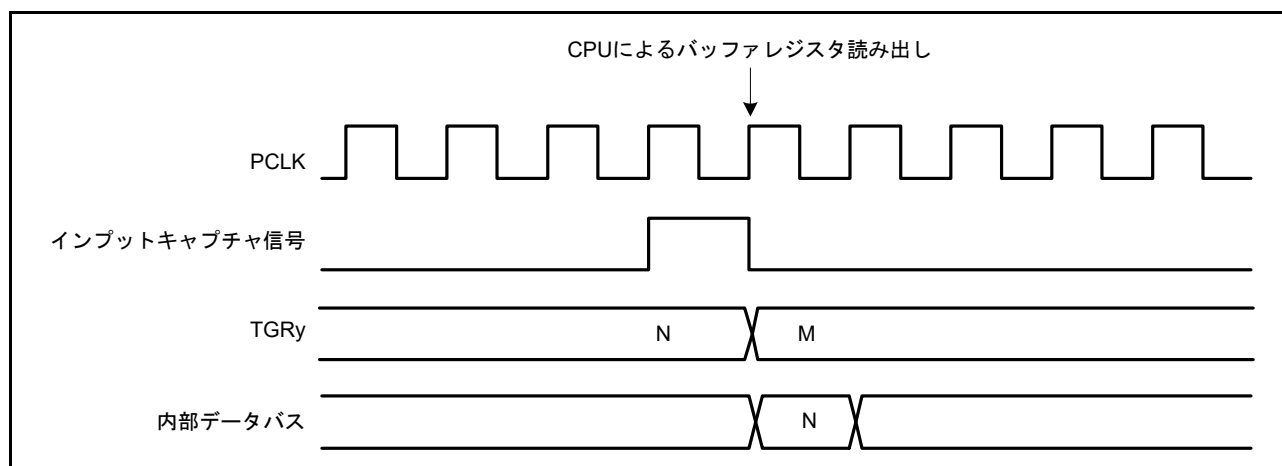 CPUによるバッファレジスタ読み出し
PCLK
インプットキャプチャ信号
TGRy
N
M
内部データバス
N